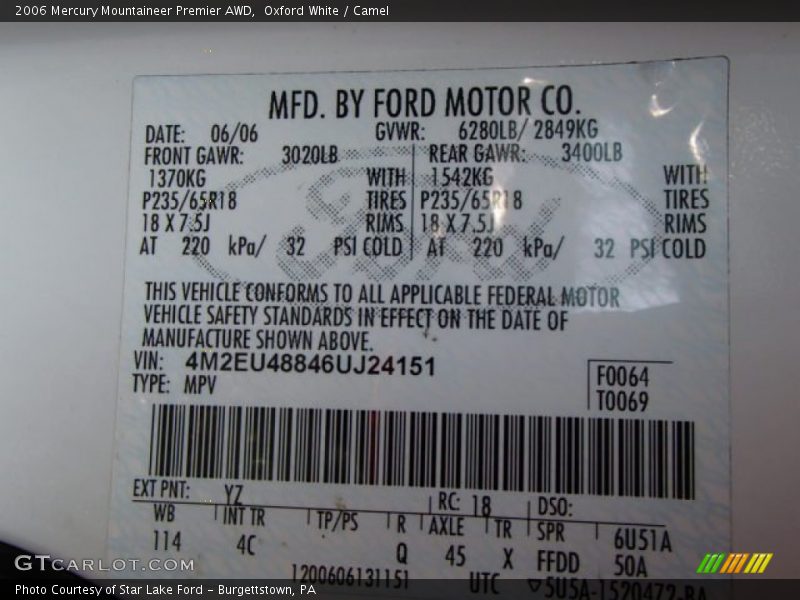 2006 Mercury Mountaineer Premier AWD,  Oxford White / Camel
MFD. BY FORD MOTOR CO.
DATE: 06/06 GVWR: 6280LB/ 2849KG
FRONT GAWR: 3020LB REAR GAWR: 3400LB
1370KG WITH 1542KG WITH
P235/65R18 TIRES P235/65R18 TIRES
18 X 7.5J RIMS 18 X 7.5J RIMS
AT 220 kPa/ 32 PSI COLD AT 220 kPa/ 32 PSI COLD
Ford
THIS VEHICLE CONFORMS TO ALL APPLICABLE FEDERAL MOTOR
VEHICLE SAFETY STANDARDS IN EFFECT ON THE DATE OF
MANUFACTURE SHOWN ABOVE.
VIN: 4M2EU48846UJ24151
TYPE: MPV
F0064
T0069
EXT PNT: YZ RC: 18 DSO:
WB INT TR TP/PS R AXLE TR SPR 6U51A
114 4C Q 45 X FFDD 50A
1200606131151 UTC ▽5U5A-1520472-BA
GTCARLOT.COM
Photo Courtesy of Star Lake Ford - Burgettstown, PA